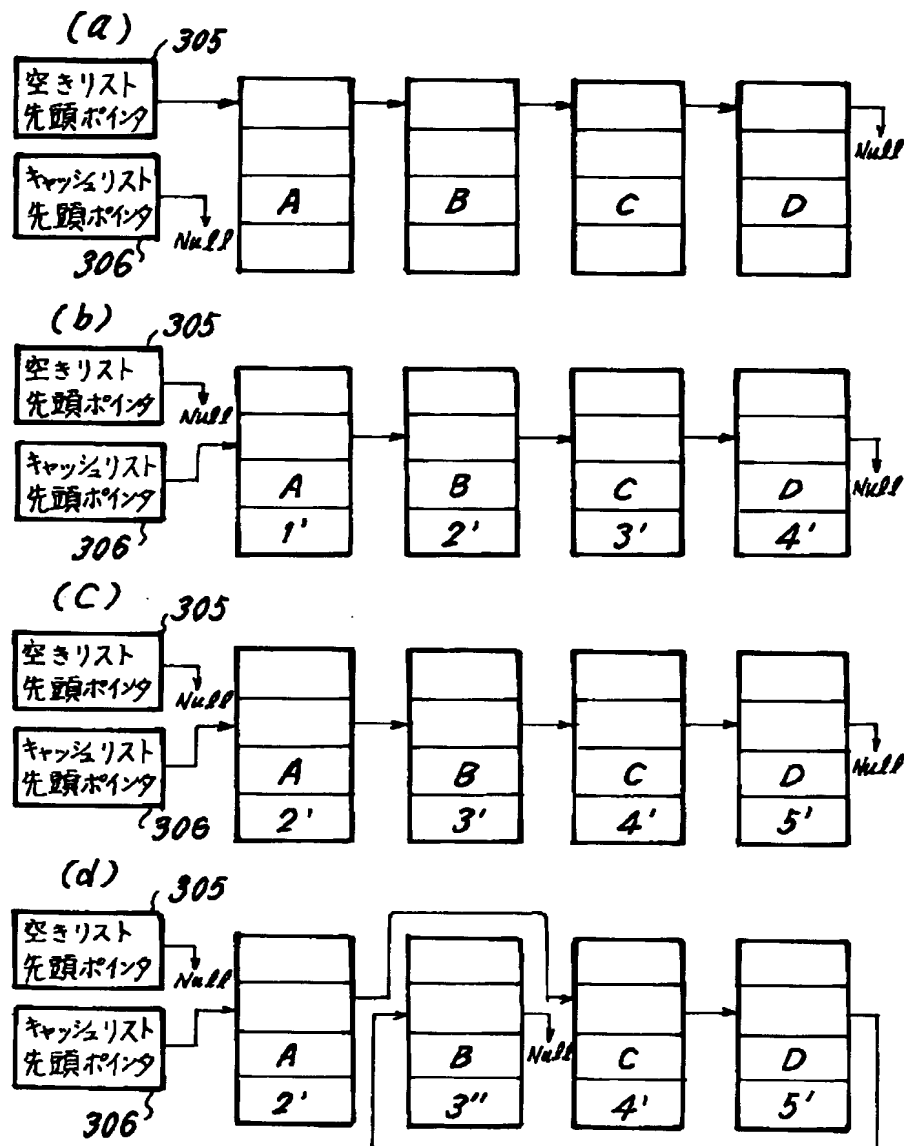 (a)
305
空きリスト
先頭ポインタ
キャッシュリスト
先頭ポインタ
306
Null
A
B
C
D
Null
(b)
305
空きリスト
先頭ポインタ
Null
キャッシュリスト
先頭ポインタ
306
A
B
C
D
Null
1'
2'
3'
4'
(C)
305
空きリスト
先頭ポインタ
Null
キャッシュリスト
先頭ポインタ
306
A
B
C
D
Null
2'
3'
4'
5'
(d)
305
空きリスト
先頭ポインタ
Null
キャッシュリスト
先頭ポインタ
306
A
B
Null
C
D
2'
3''
4'
5'